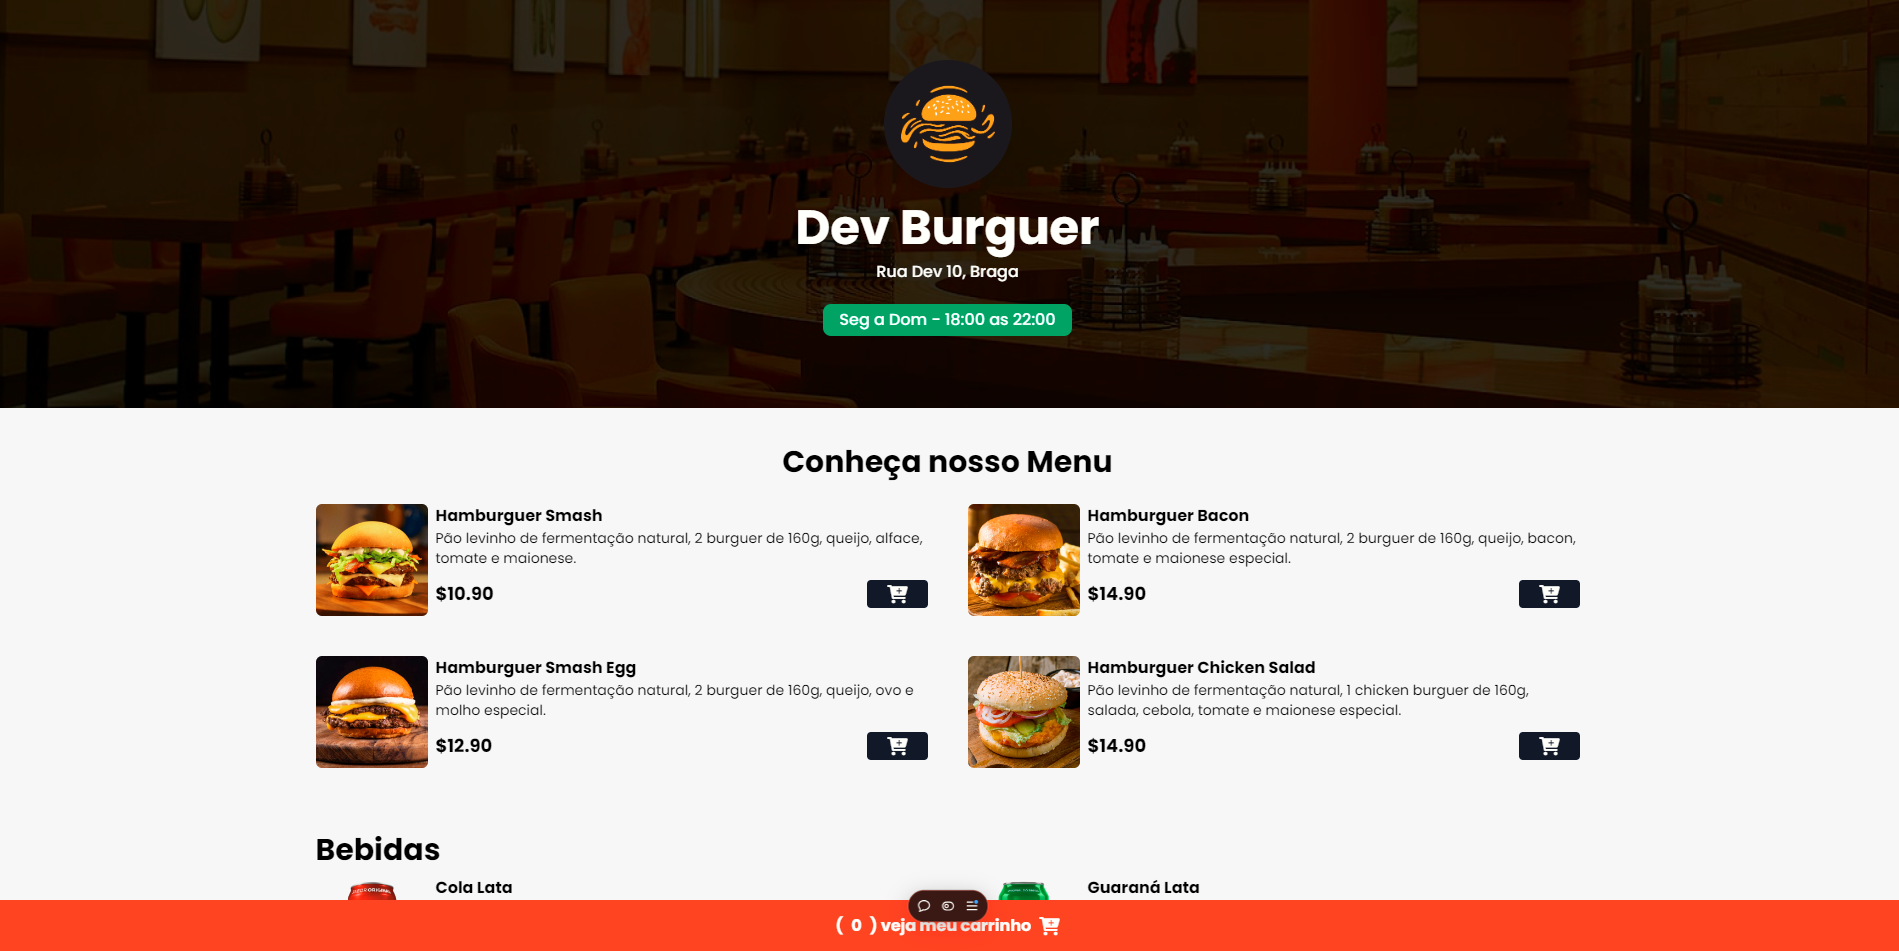 Dev Burguer
Rua Dev 10, Braga
Seg a Dom - 18:00 as 22:00
Conheça nosso Menu
Hamburguer Smash
Pão levinho de fermentação natural, 2 burguer de 160g, queijo, alface,
tomate e maionese.
$10.90
Hamburguer Bacon
Pão levinho de fermentação natural, 2 burguer de 160g, queijo, bacon,
tomate e maionese especial.
$14.90
Hamburguer Smash Egg
Pão levinho de fermentação natural, 2 burguer de 160g, queijo, ovo e
molho especial.
$12.90
Hamburguer Chicken Salad
Pão levinho de fermentação natural, 1 chicken burguer de 160g,
salada, cebola, tomate e maionese especial.
$14.90
Bebidas
Cola Lata
Guaraná Lata
( 0 ) veja meu carrinho